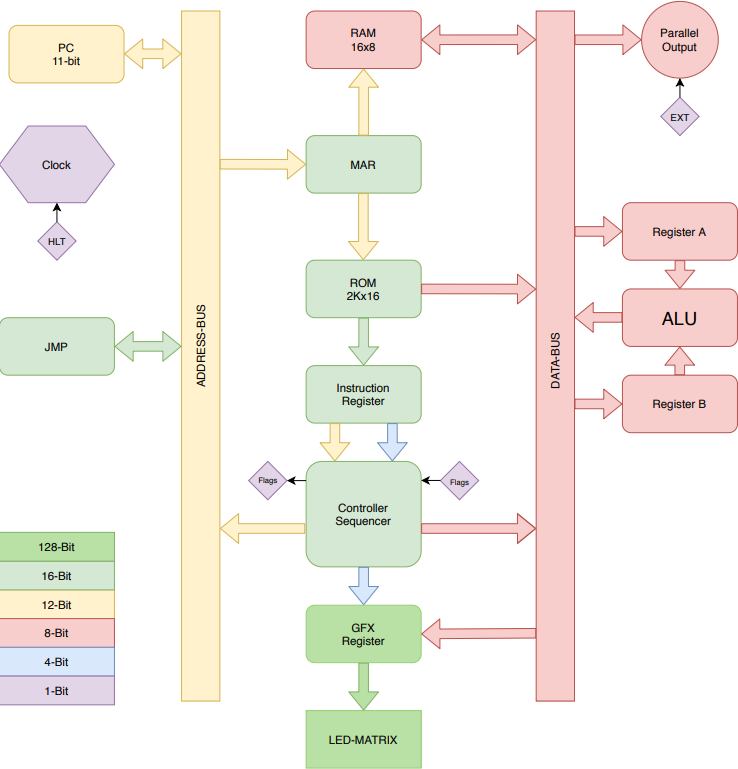 PC
11-bit
RAM
16x8
Parallel
Output
EXT
Clock
MAR
HLT
Register A
ROM
2Kx16
ALU
JMP
ADDRESS-BUS
DATA-BUS
Instruction
Register
Register B
Flags
Flags
Controller
Sequencer
128-Bit
16-Bit
12-Bit
8-Bit
4-Bit
1-Bit
GFX
Register
LED-MATRIX